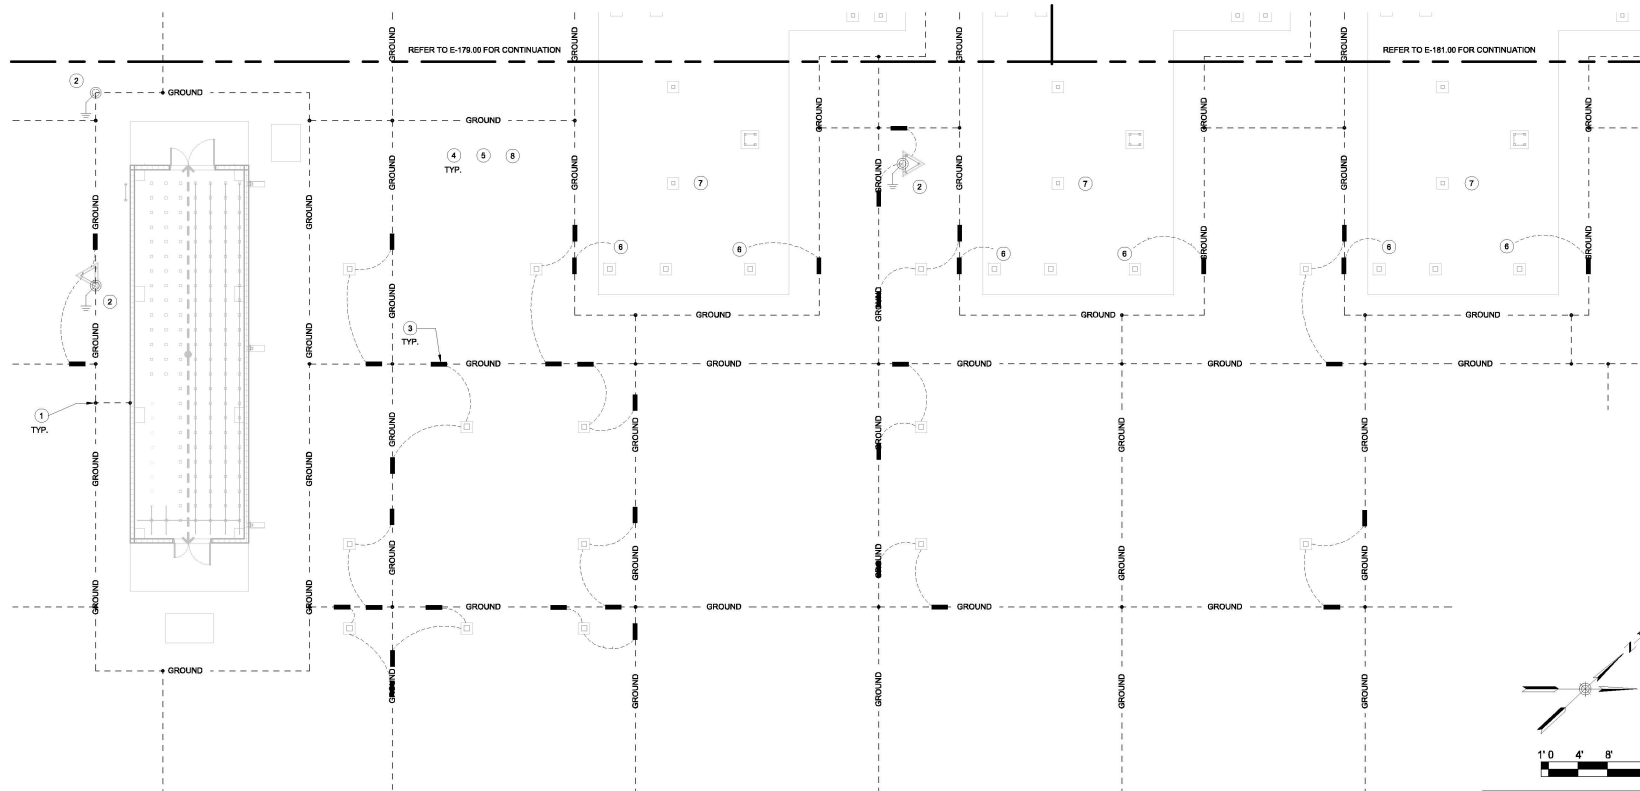 GROUND GROUND GROUND GROUND
REFER TO E-179.00 FOR CONTINUATION
REFER TO E-181.00 FOR CONTINUATION
2
GROUND
GROUND
GROUND GROUND
4 5 8
TYP.
GROUND GROUND GROUND GROUND
7 7 7
2
GROUND GROUND
6 6 6 6 6 6
GROUND GROUND
2
GROUND
GROUND GROUND GROUND
3
TYP.
GROUND GROUND
GROUND GROUND GROUND GROUND GROUND
1
TYP.
GROUND GROUND GROUND GROUND GROUND
GROUND GROUND
GROUND GROUND GROUND GROUND GROUND
GROUND GROUND
GROUND GROUND GROUND GROUND
GROUND
GROUND GROUND GROUND GROUND GROUND
N
1' 0 4' 8'